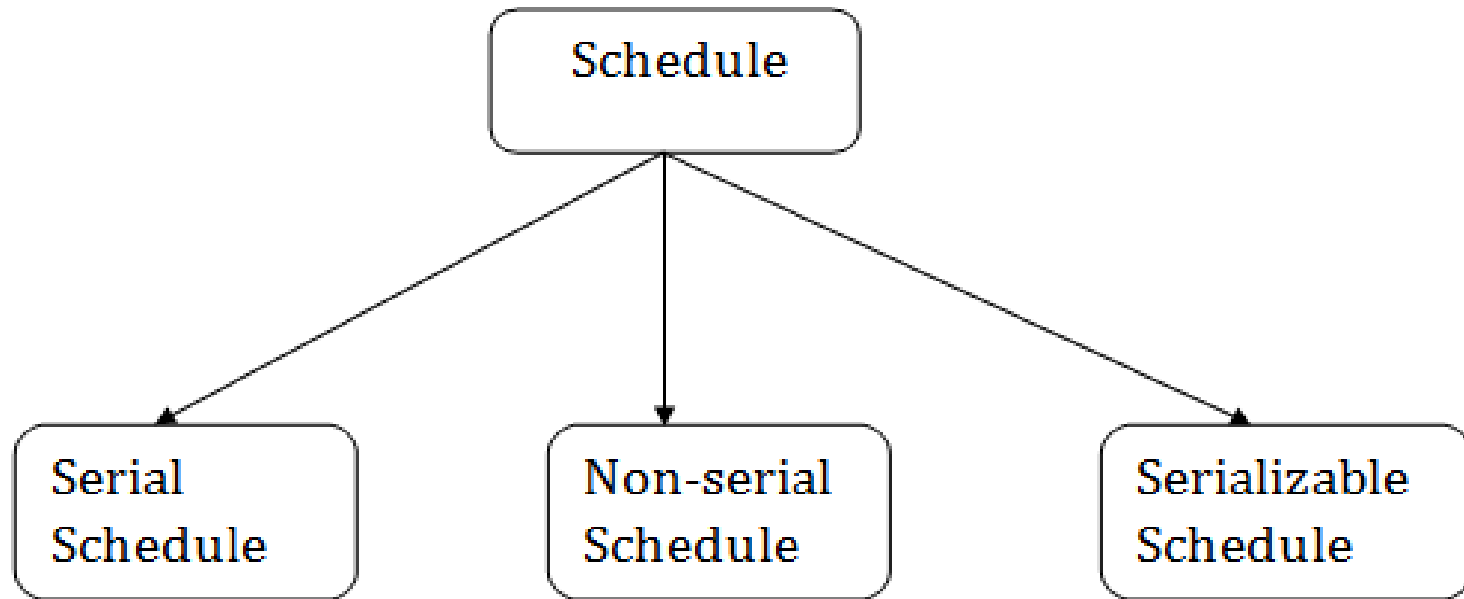 Schedule
Serial
Schedule
Non-serial
Schedule
Serializable
Schedule